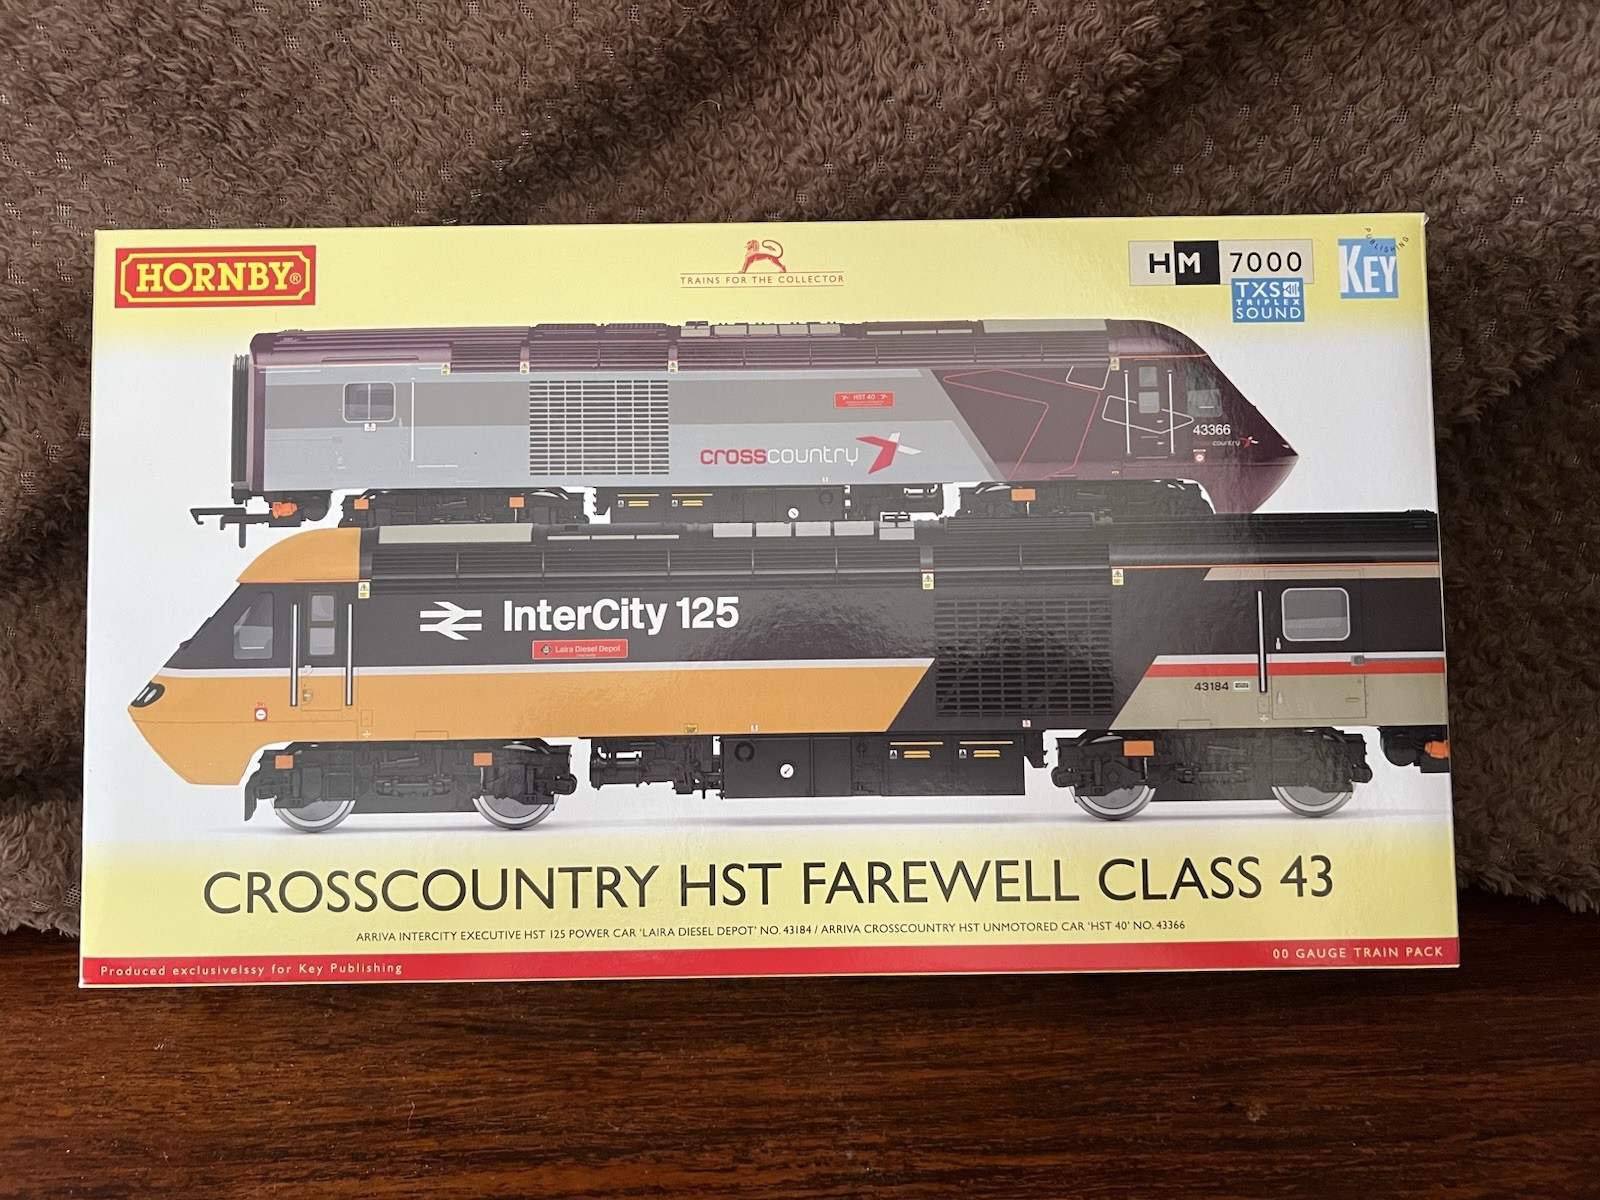 HORNBY®
TRAINS FOR THE COLLECTOR
HM 7000
TXS
TRIPLEX
SOUND
PUBLISHING
KEY
HST 40
crosscountry
43366
crosscountry
InterCity 125
Laira Diesel Depot
43184
CROSSCOUNTRY HST FAREWELL CLASS 43
ARRIVA INTERCITY EXECUTIVE HST 125 POWER CAR 'LAIRA DIESEL DEPOT' NO. 43184 / ARRIVA CROSSCOUNTRY HST UNMOTORED CAR 'HST 40' NO. 43366
Produced exclusivelssy for Key Publishing
00 GAUGE TRAIN PACK